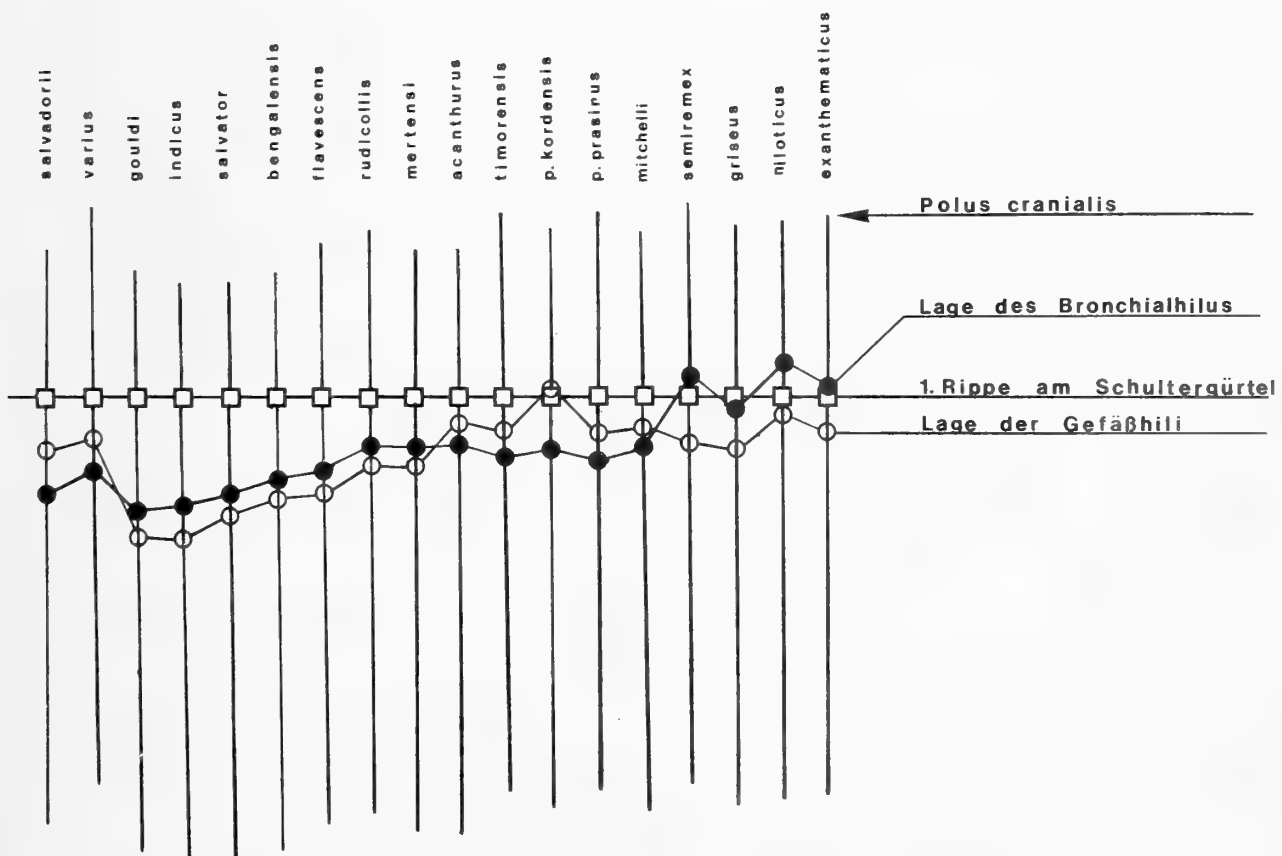 salvadorii
varius
gouldi
indicus
salvator
bengalensis
flavescens
rudicollis
mertensi
acanthurus
timorensis
p. kordensis
p. prasinus
mitchelli
semiremex
griseus
niloticus
exanthematicus
Polus cranialis
Lage des Bronchialhilus
1. Rippe am Schultergürtel
Lage der Gefäßhili